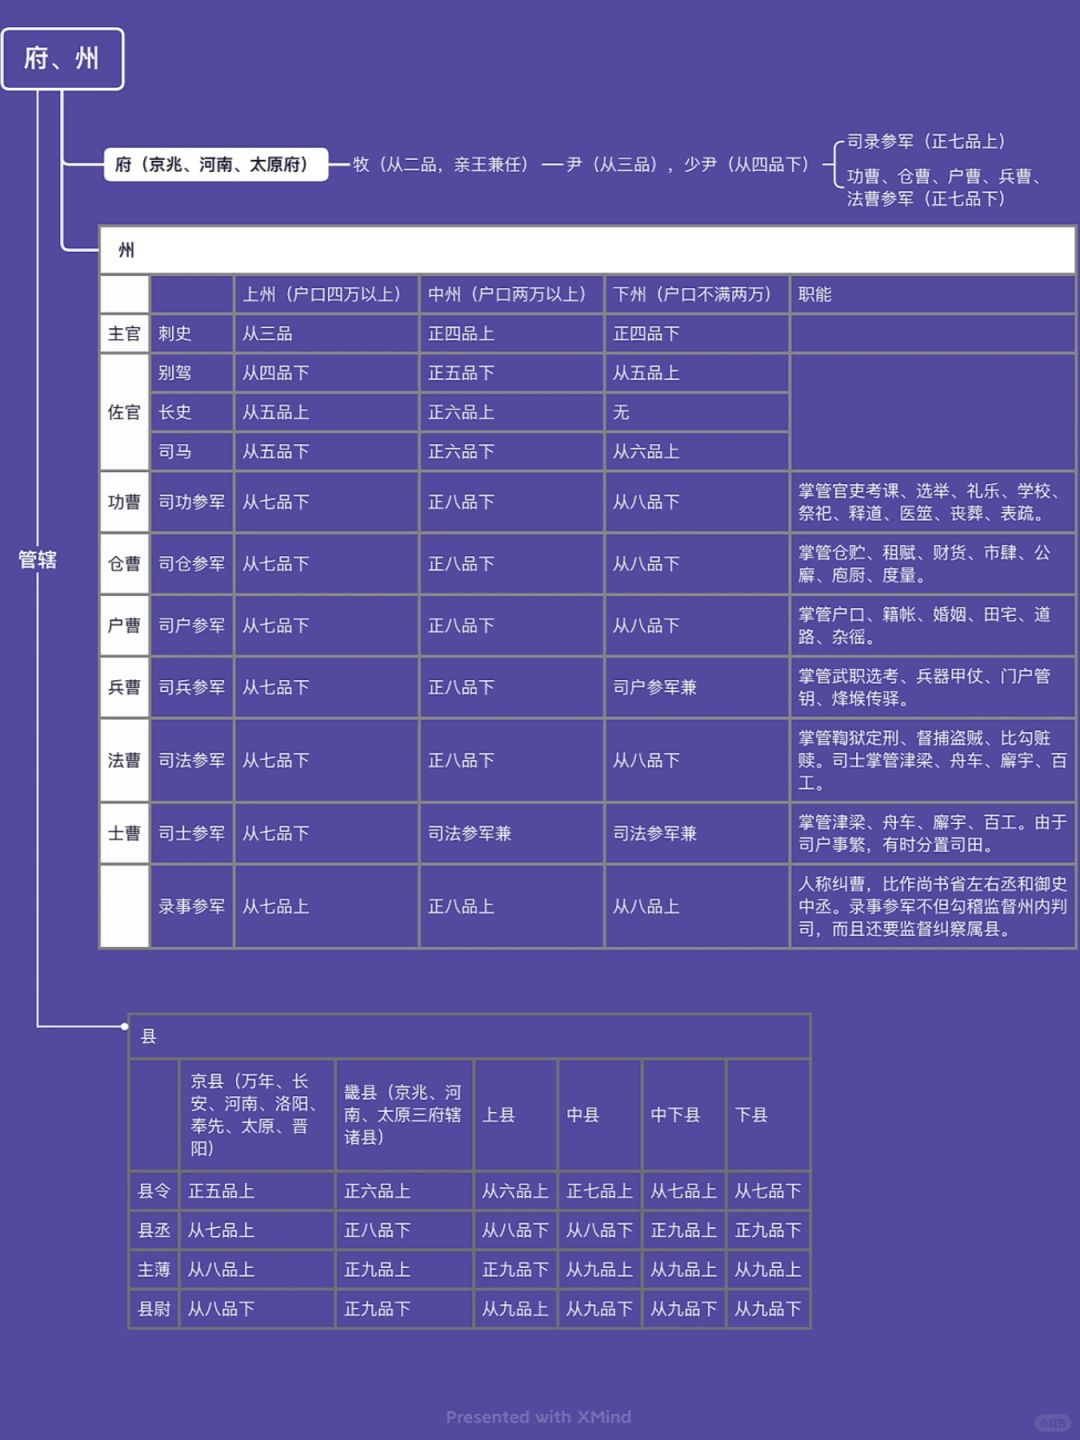 府、州
府（京兆、河南、太原府）
牧（从二品，亲王兼任）
尹（从三品），少尹（从四品下）
司录参军（正七品上）
功曹、仓曹、户曹、兵曹、
法曹参军（正七品下）
州
上州（户口四万以上） 中州（户口两万以上） 下州（户口不满两万） 职能
主官 刺史 从三品 正四品上 正四品下
佐官
别驾 从四品下 正五品下 从五品上
长史 从五品上 正六品上 无
司马 从五品下 正六品下 从六品上
功曹 司功参军 从七品下 正八品下 从八品下
掌管官吏考课、选举、礼乐、学校、
祭祀、释道、医筮、丧葬、表疏。
仓曹 司仓参军 从七品下 正八品下 从八品下
掌管仓贮、租赋、财货、市肆、公
廨、庖厨、度量。
户曹 司户参军 从七品下 正八品下 从八品下
掌管户口、籍帐、婚姻、田宅、道
路、杂徭。
兵曹 司兵参军 从七品下 正八品下 司户参军兼
掌管武职选考、兵器甲仗、门户管
钥、烽堠传驿。
法曹 司法参军 从七品下 正八品下 从八品下
掌管鞫狱定刑、督捕盗贼、比勾赃
赎。司士掌管津梁、舟车、廨宇、百
工。
士曹 司士参军 从七品下 司法参军兼 司法参军兼
掌管津梁、舟车、廨宇、百工。由于
司户事繁，有时分置司田。
录事参军 从七品上 正八品上 从八品上
人称纠曹，比作尚书省左右丞和御史
中丞。录事参军不但勾稽监督州内判
司，而且还要监督纠察属县。
管辖
县
京县（万年、长
安、河南、洛阳、
奉先、太原、晋
阳）
畿县（京兆、河
南、太原三府辖
诸县）
上县 中县 中下县 下县
县令 正五品上 正六品上 从六品上 正七品上 从七品上 从七品下
县丞 从七品上 正八品下 从八品下 从八品下 正九品上 正九品下
主薄 从八品上 正九品上 正九品下 从九品上 从九品上 从九品上
县尉 从八品下 正九品下 从九品上 从九品下 从九品下 从九品下
Presented with XMind
小红书